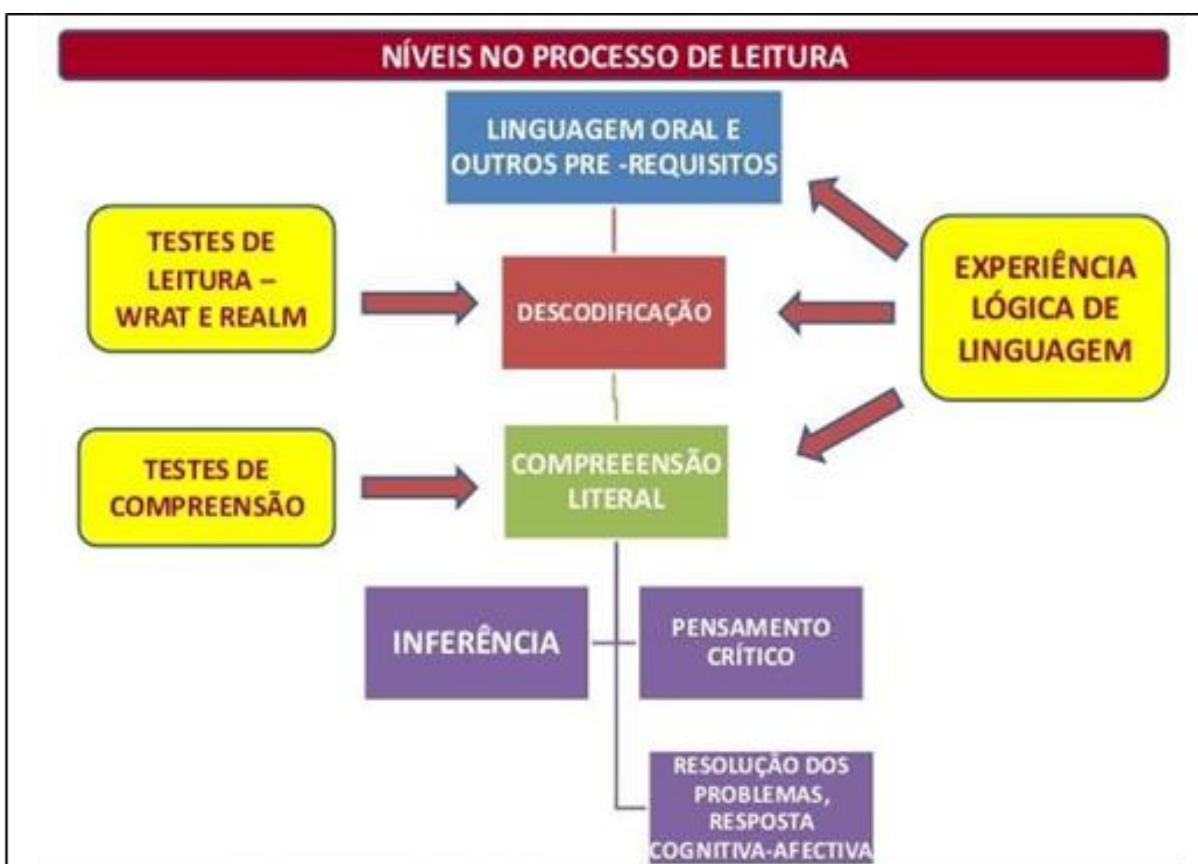 NÍVEIS NO PROCESSO DE LEITURA
LINGUAGEM ORAL E
OUTROS PRE -REQUISITOS
TESTES DE
LEITURA –
WRAT E REALM
DESCODIFICAÇÃO
EXPERIÊNCIA
LÓGICA DE
LINGUAGEM
TESTES DE
COMPREENSÃO
COMPREEENSÃO
LITERAL
INFERÊNCIA
PENSAMENTO
CRÍTICO
RESOLUÇÃO DOS
PROBLEMAS,
RESPOSTA
COGNITIVA-AFECTIVA